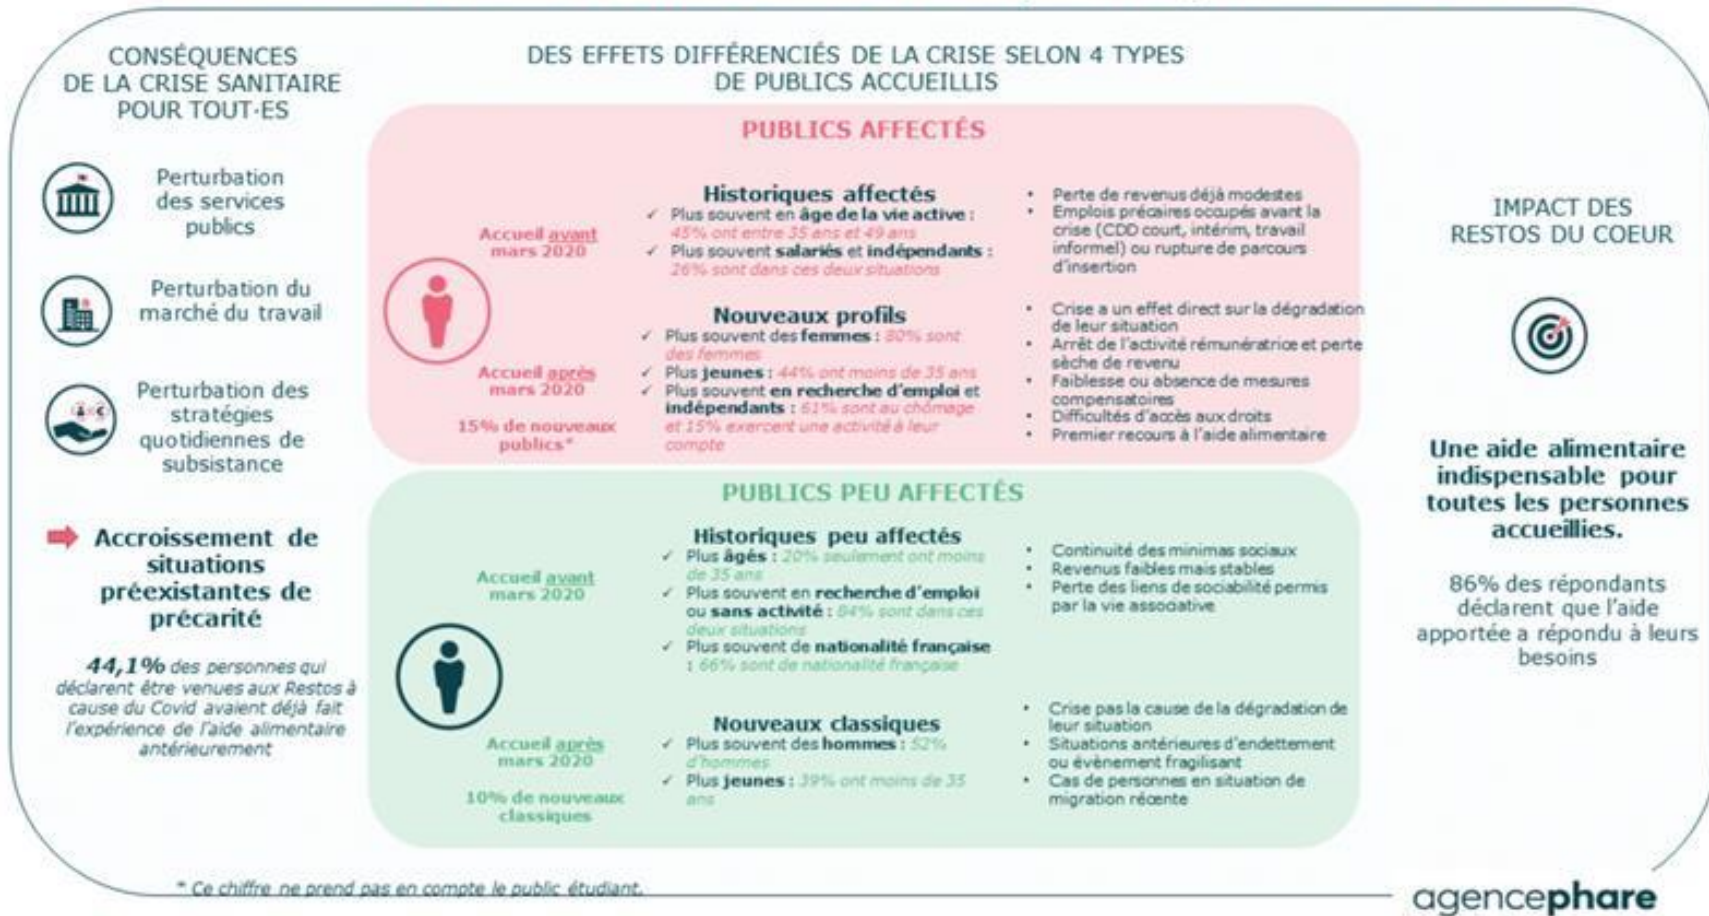 CONSÉQUENCES
DE LA CRISE SANITAIRE
POUR TOUT·ES
Perturbation
des services
publics
Perturbation du
marché du travail
Perturbation des
stratégies
quotidiennes de
subsistance
Accroissement de
situations
préexistantes de
précarité
44,1% des personnes qui
déclarent être venues aux Restos à
cause du Covid avaient déjà fait
l'expérience de l'aide alimentaire
antérieurement
DES EFFETS DIFFÉRENCIÉS DE LA CRISE SELON 4 TYPES
DE PUBLICS ACCUEILLIS
PUBLICS AFFECTÉS
Accueil avant
mars 2020
Historiques affectés
✓ Plus souvent en âge de la vie active :
45% ont entre 35 ans et 49 ans
✓ Plus souvent salariés et indépendants :
26% sont dans ces deux situations
• Perte de revenus déjà modestes
• Emplois précaires occupés avant la
crise (CDD court, intérim, travail
informel) ou rupture de parcours
d'insertion
Accueil après
mars 2020
15% de nouveaux
publics*
Nouveaux profils
✓ Plus souvent des femmes : 80% sont
des femmes
✓ Plus jeunes : 44% ont moins de 35 ans
✓ Plus souvent en recherche d'emploi et
indépendants : 61% sont au chômage
et 15% exercent une activité à leur
compte
• Crise a un effet direct sur la dégradation
de leur situation
• Arrêt de l'activité rémunératrice et perte
sèche de revenu
• Faiblesse ou absence de mesures
compensatoires
• Difficultés d'accès aux droits
• Premier recours à l'aide alimentaire
PUBLICS PEU AFFECTÉS
Accueil avant
mars 2020
Historiques peu affectés
✓ Plus âgés : 20% seulement ont moins
de 35 ans
✓ Plus souvent en recherche d'emploi
ou sans activité : 84% sont dans ces
deux situations
✓ Plus souvent de nationalité française
: 66% sont de nationalité française
• Continuité des minimas sociaux
• Revenus faibles mais stables
• Perte des liens de sociabilité permis
par la vie associative
Accueil après
mars 2020
10% de nouveaux
classiques
Nouveaux classiques
✓ Plus souvent des hommes : 52%
d'hommes
✓ Plus jeunes : 39% ont moins de 35
ans
• Crise pas la cause de la dégradation de
leur situation
• Situations antérieures d'endettement
ou évènement fragilisant
• Cas de personnes en situation de
migration récente
IMPACT DES
RESTOS DU COEUR
Une aide alimentaire
indispensable pour
toutes les personnes
accueillies.
86% des répondants
déclarent que l'aide
apportée a répondu à leurs
besoins
* Ce chiffre ne prend pas en compte le public étudiant.
agencephare